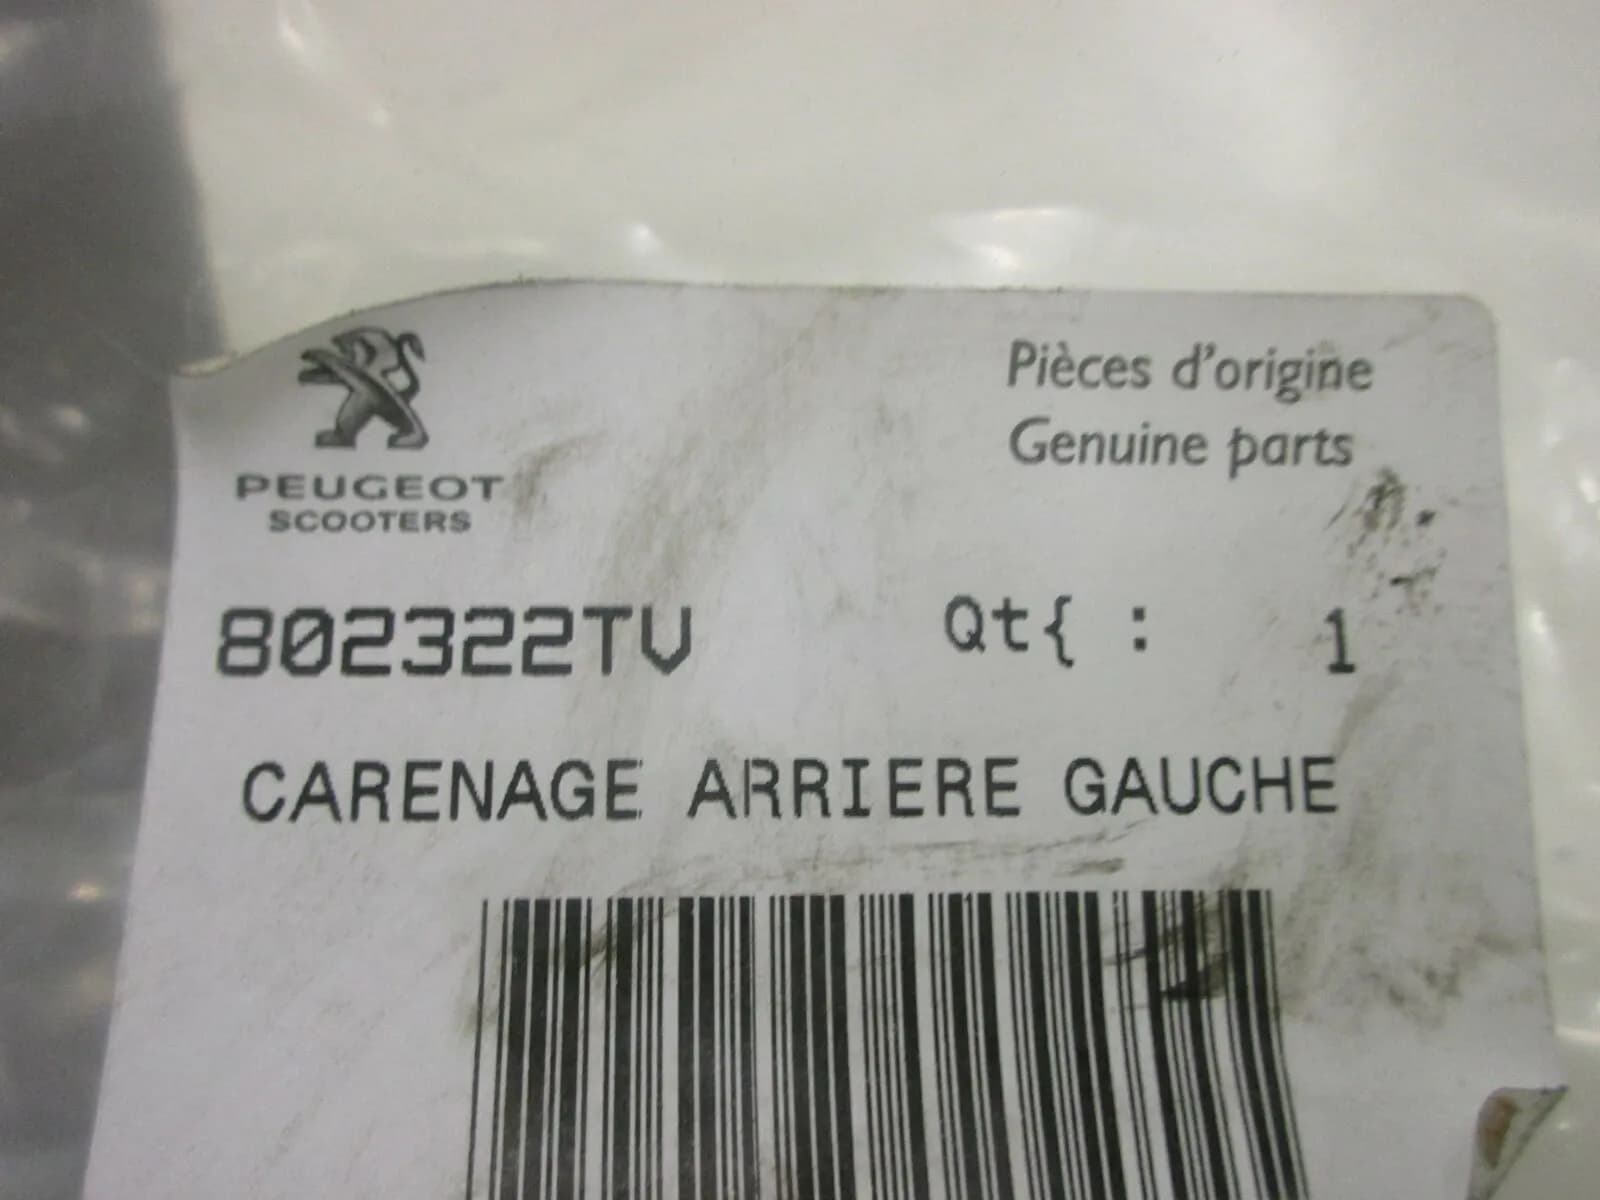 Pièces d'origine
Genuine parts
PEUGEOT
SCOOTERS
802322TV
Qt{ : 1
CARENAGE ARRIERE GAUCHE